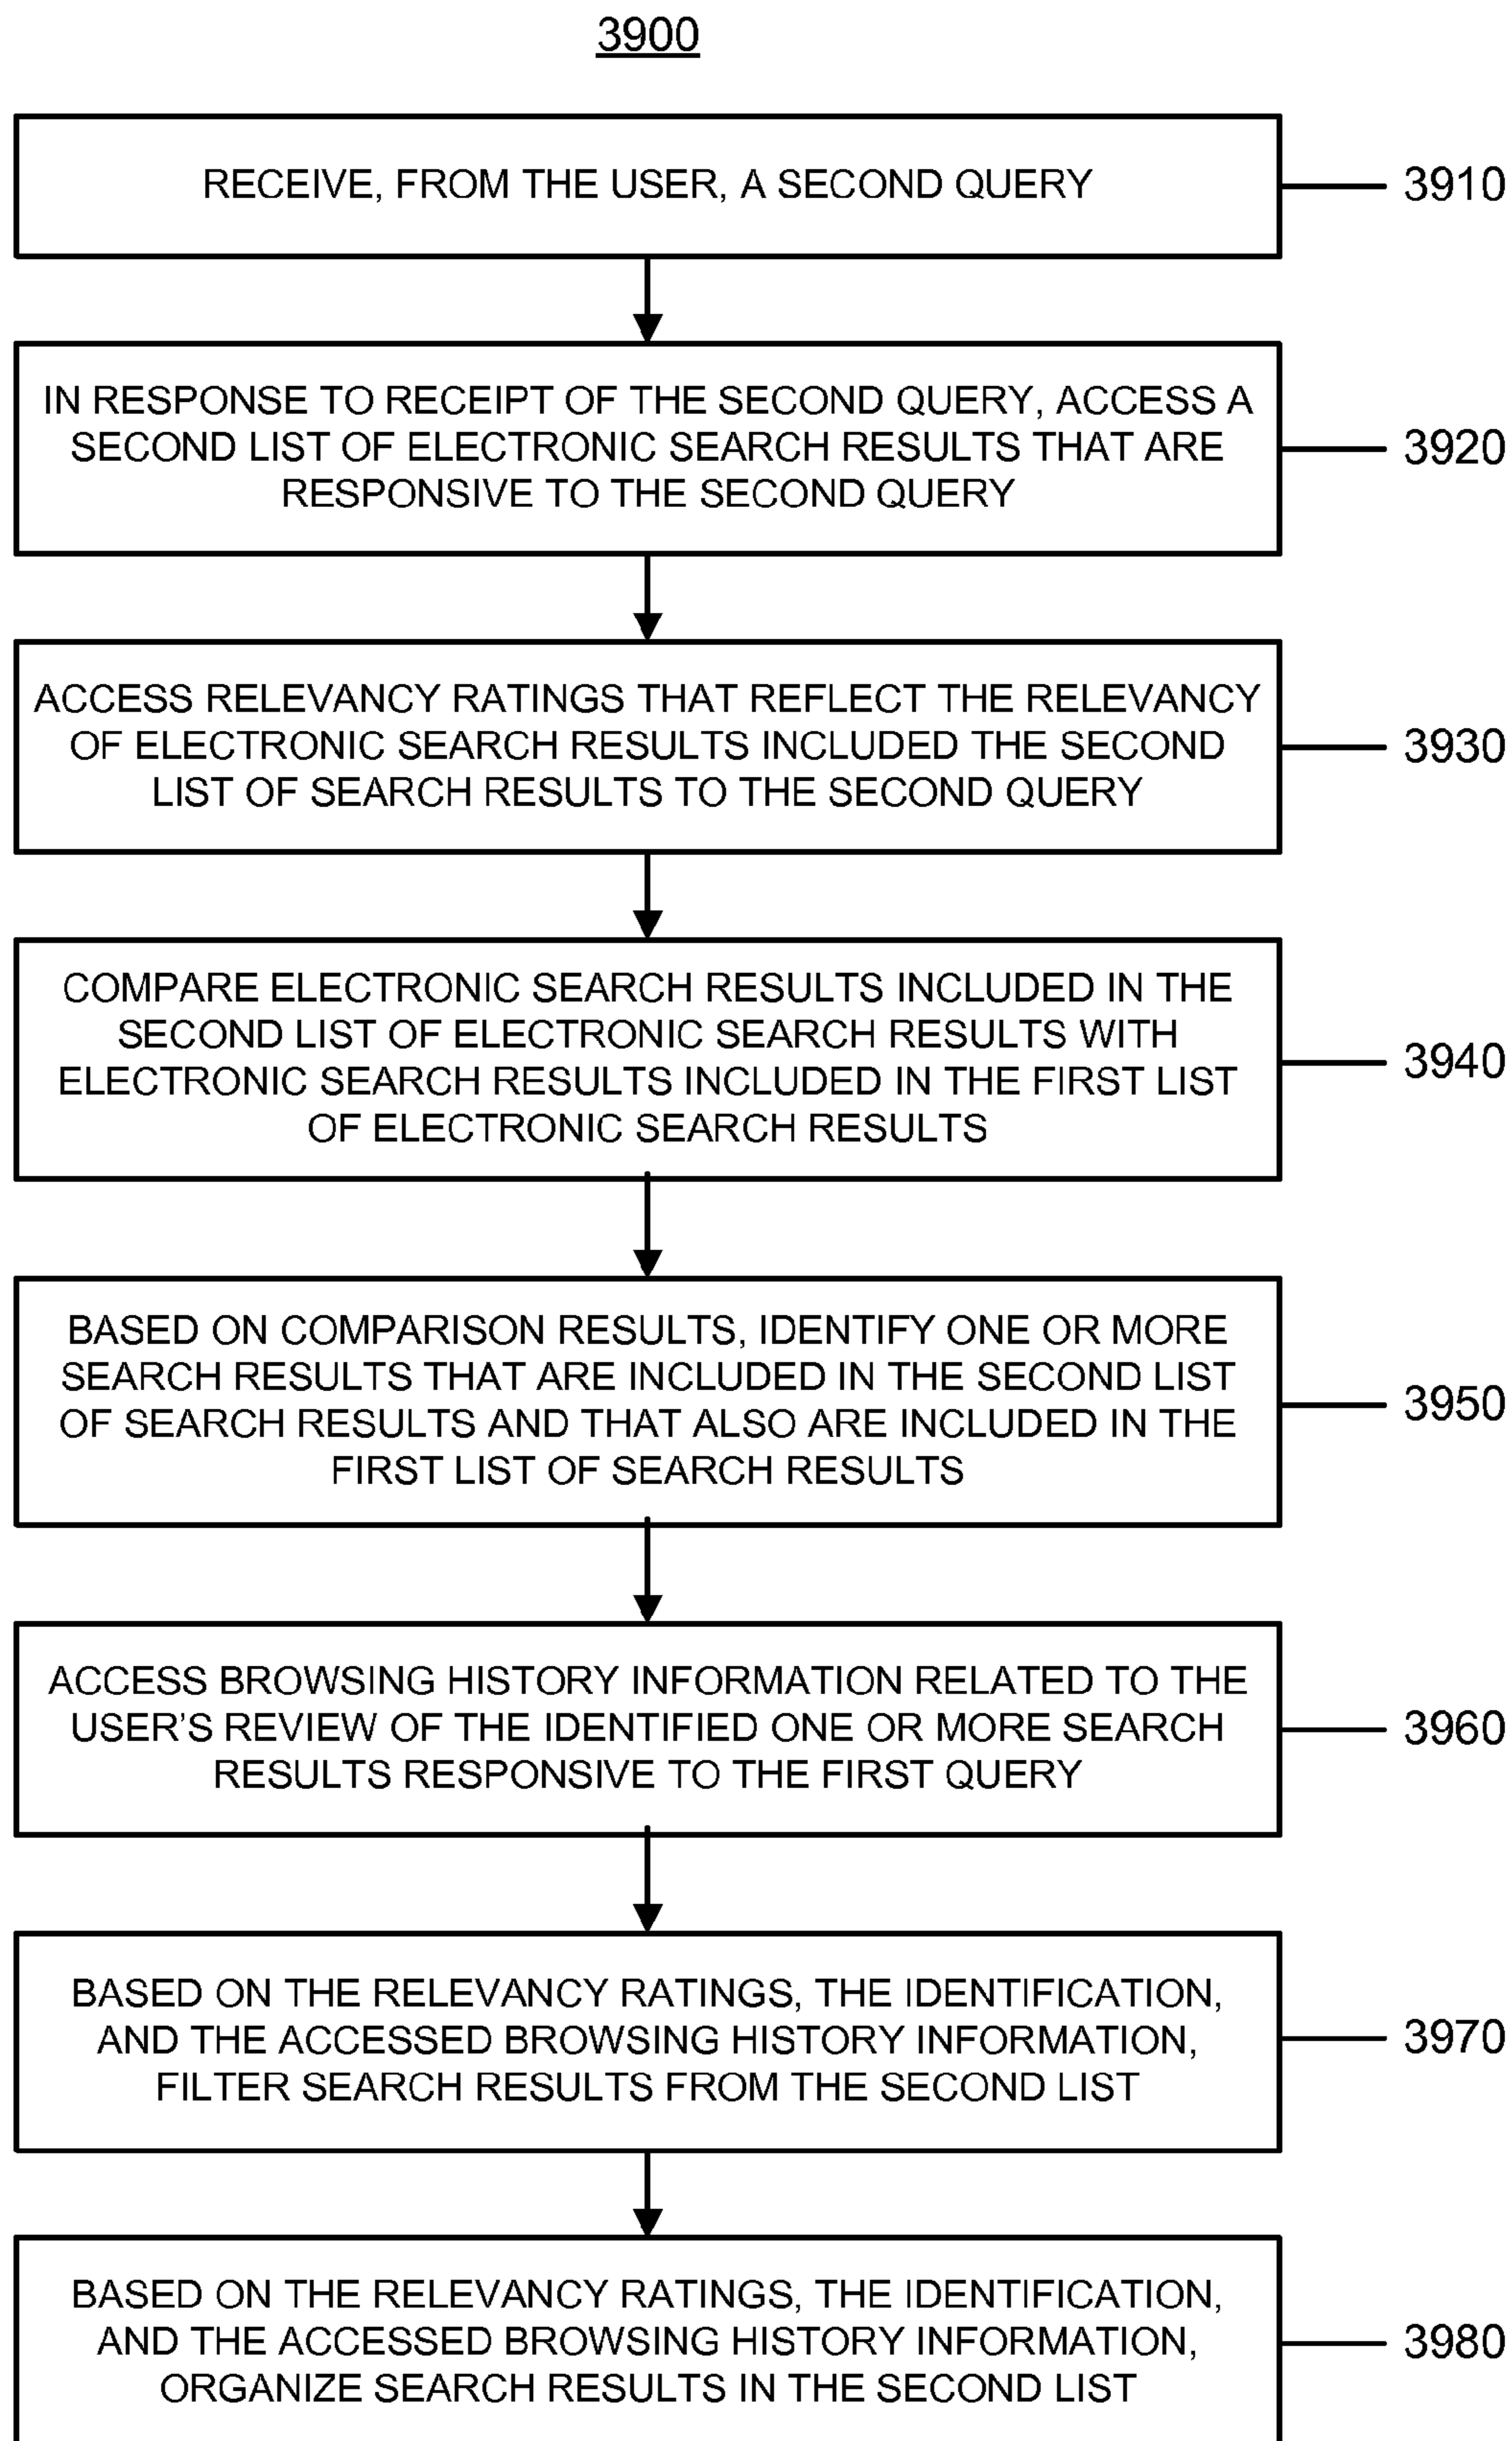 3900
RECEIVE, FROM THE USER, A SECOND QUERY
3910
IN RESPONSE TO RECEIPT OF THE SECOND QUERY, ACCESS A
SECOND LIST OF ELECTRONIC SEARCH RESULTS THAT ARE
RESPONSIVE TO THE SECOND QUERY
3920
ACCESS RELEVANCY RATINGS THAT REFLECT THE RELEVANCY
OF ELECTRONIC SEARCH RESULTS INCLUDED THE SECOND
LIST OF SEARCH RESULTS TO THE SECOND QUERY
3930
COMPARE ELECTRONIC SEARCH RESULTS INCLUDED IN THE
SECOND LIST OF ELECTRONIC SEARCH RESULTS WITH
ELECTRONIC SEARCH RESULTS INCLUDED IN THE FIRST LIST
OF ELECTRONIC SEARCH RESULTS
3940
BASED ON COMPARISON RESULTS, IDENTIFY ONE OR MORE
SEARCH RESULTS THAT ARE INCLUDED IN THE SECOND LIST
OF SEARCH RESULTS AND THAT ALSO ARE INCLUDED IN THE
FIRST LIST OF SEARCH RESULTS
3950
ACCESS BROWSING HISTORY INFORMATION RELATED TO THE
USER'S REVIEW OF THE IDENTIFIED ONE OR MORE SEARCH
RESULTS RESPONSIVE TO THE FIRST QUERY
3960
BASED ON THE RELEVANCY RATINGS, THE IDENTIFICATION,
AND THE ACCESSED BROWSING HISTORY INFORMATION,
FILTER SEARCH RESULTS FROM THE SECOND LIST
3970
BASED ON THE RELEVANCY RATINGS, THE IDENTIFICATION,
AND THE ACCESSED BROWSING HISTORY INFORMATION,
ORGANIZE SEARCH RESULTS IN THE SECOND LIST
3980